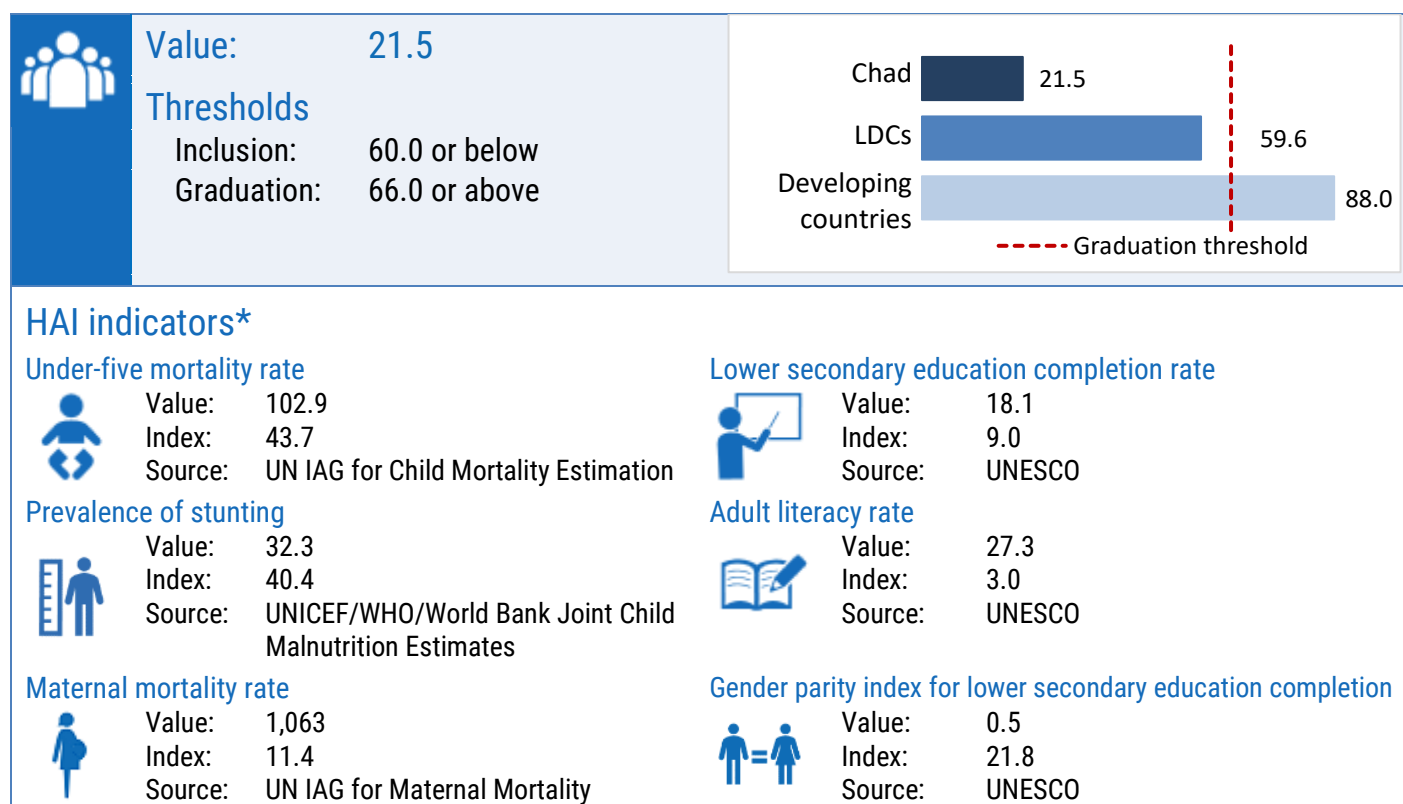 Value: 21.5
Thresholds
Inclusion: 60.0 or below
Graduation: 66.0 or above
Chad 21.5
LDCs 59.6
Developing
countries 88.0
Graduation threshold
HAI indicators*
Under-five mortality rate
Value: 102.9
Index: 43.7
Source: UN IAG for Child Mortality Estimation
Prevalence of stunting
Value: 32.3
Index: 40.4
Source: UNICEF/WHO/World Bank Joint Child
Malnutrition Estimates
Maternal mortality rate
Value: 1,063
Index: 11.4
Source: UN IAG for Maternal Mortality
Lower secondary education completion rate
Value: 18.1
Index: 9.0
Source: UNESCO
Adult literacy rate
Value: 27.3
Index: 3.0
Source: UNESCO
Gender parity index for lower secondary education completion
Value: 0.5
Index: 21.8
Source: UNESCO